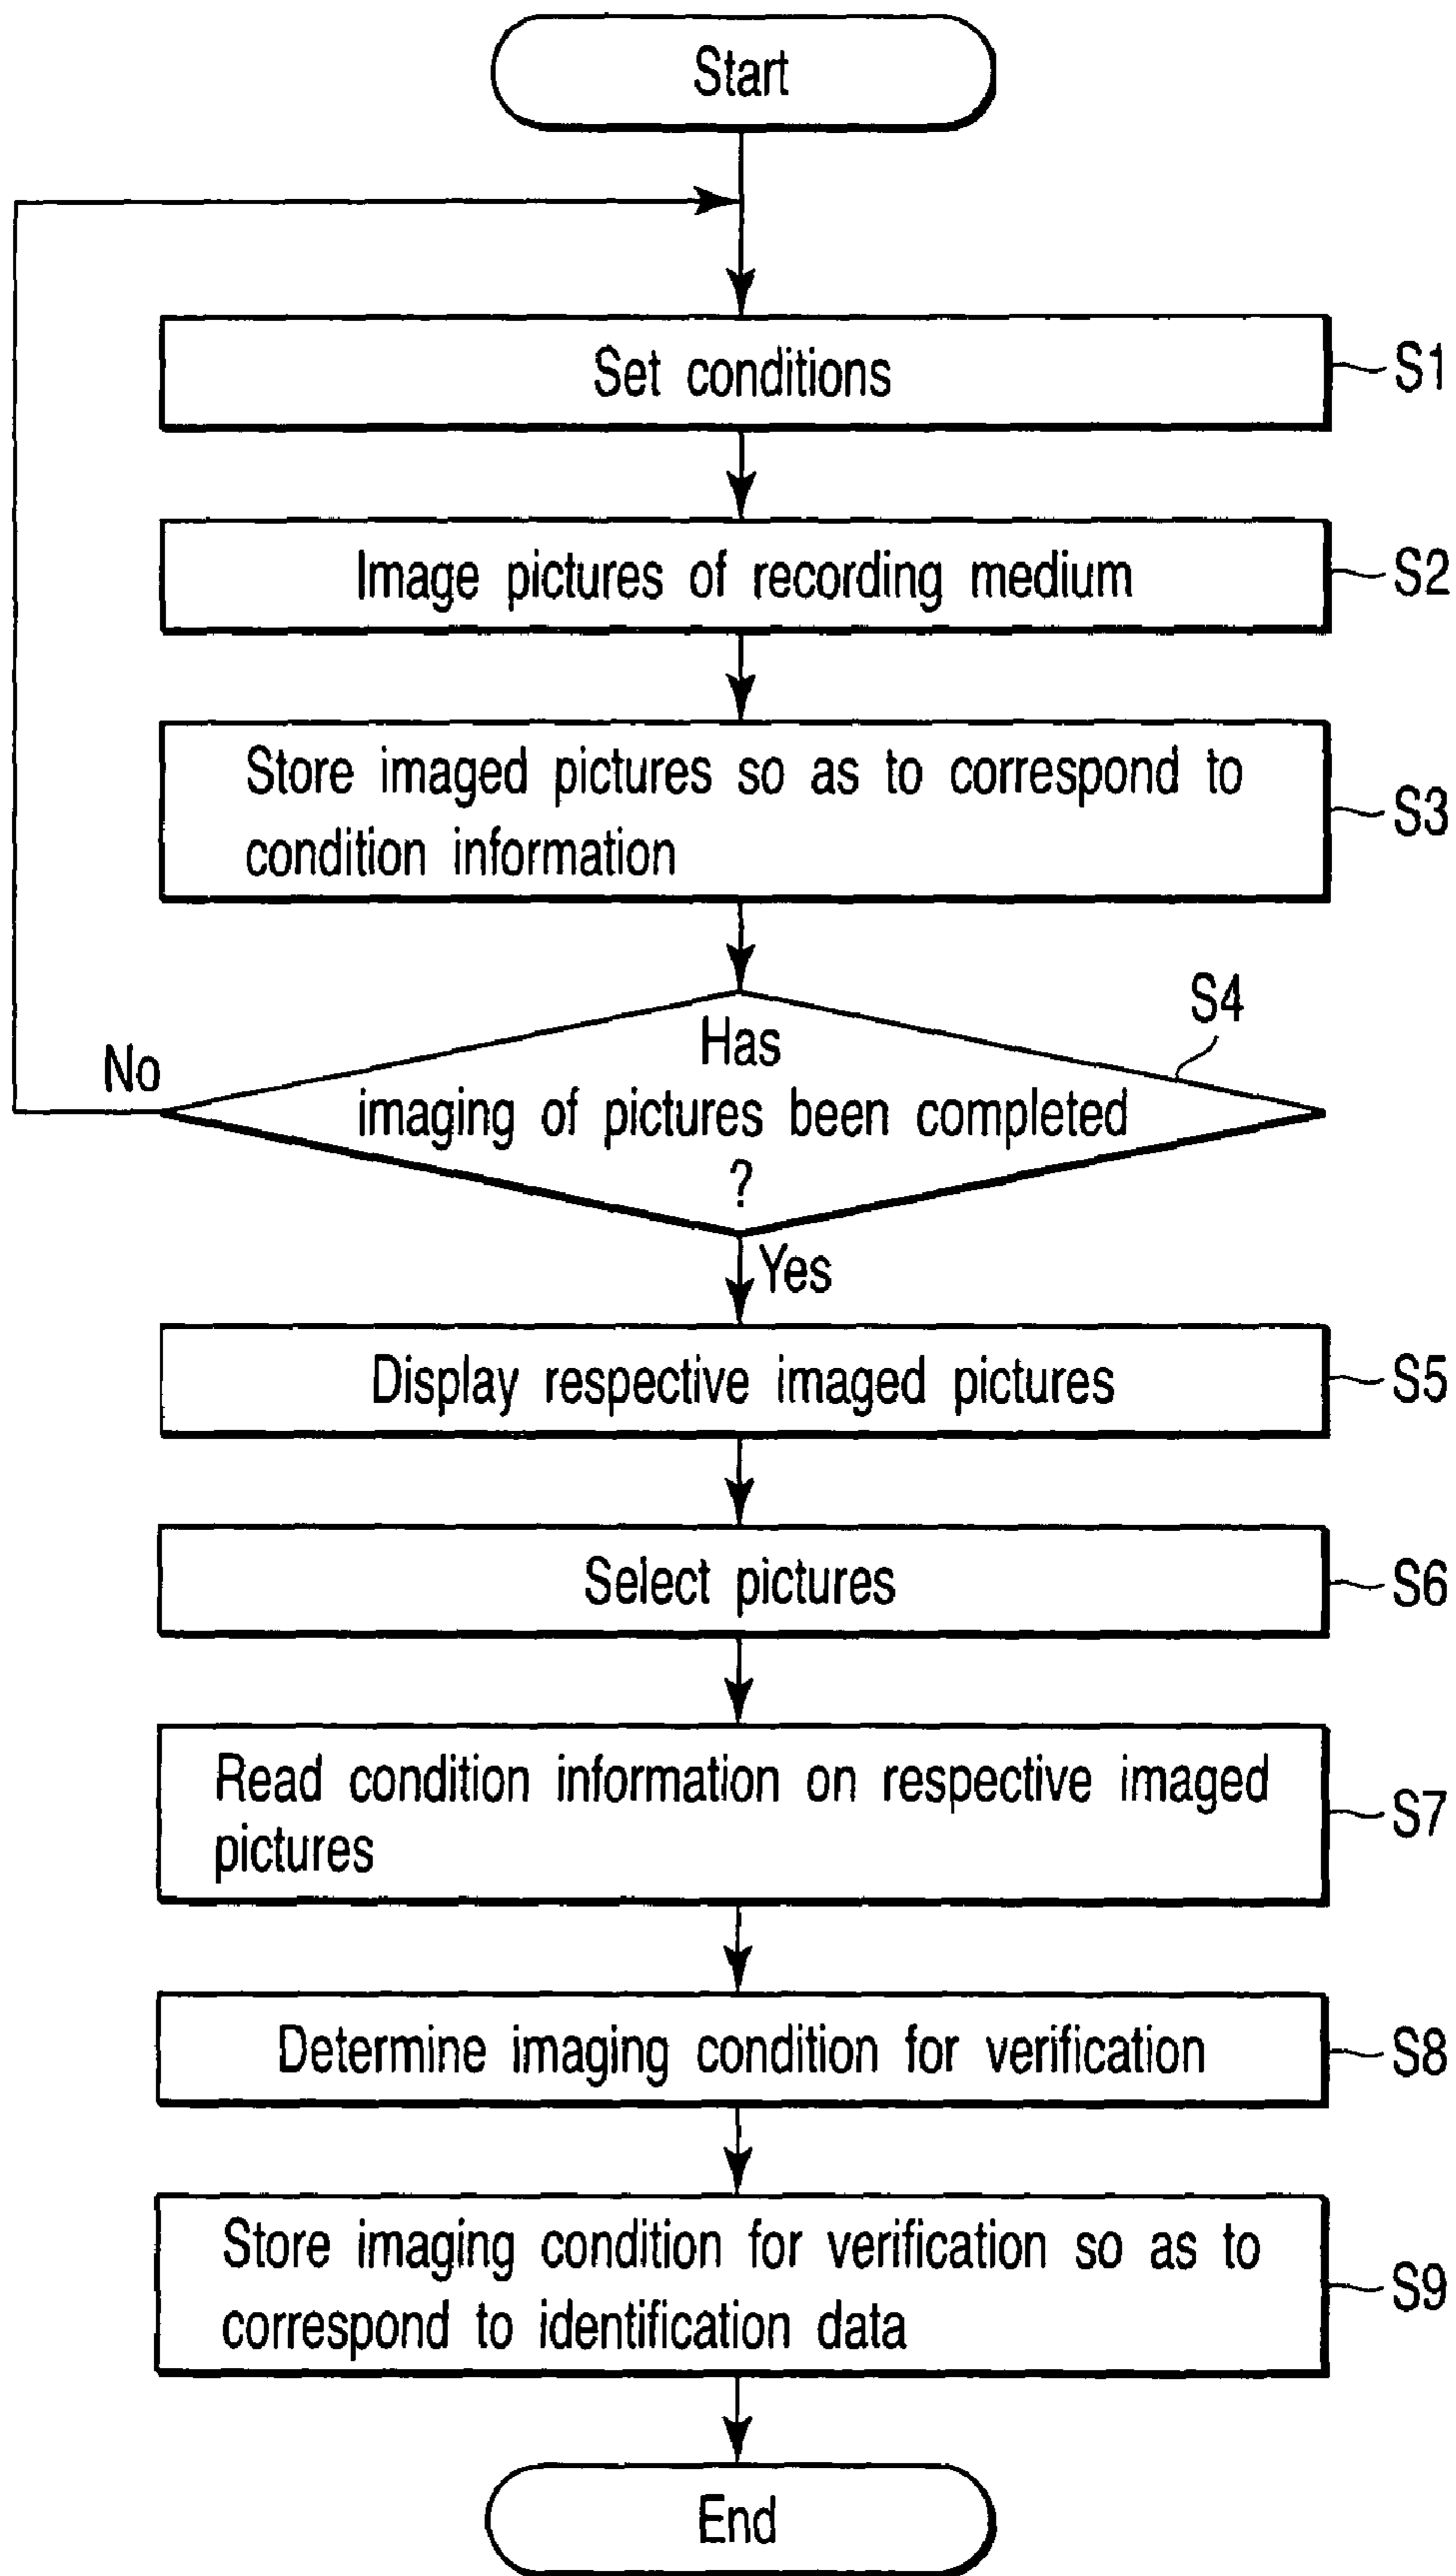 Start
Set conditions
S1
Image pictures of recording medium
S2
Store imaged pictures so as to correspond to
condition information
S3
S4
Has
imaging of pictures been completed
?
No
Yes
Display respective imaged pictures
S5
Select pictures
S6
Read condition information on respective imaged
pictures
S7
Determine imaging condition for verification
S8
Store imaging condition for verification so as to
correspond to identification data
S9
End